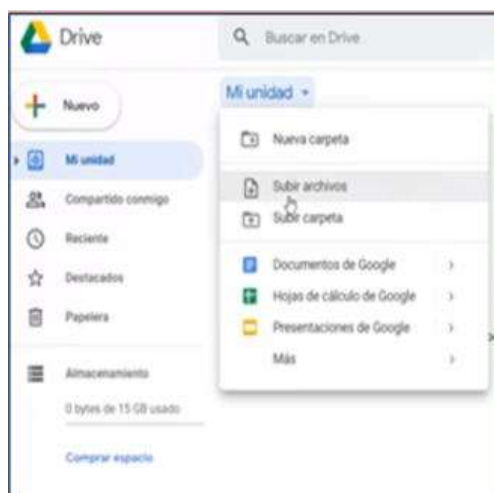 Drive
Buscar en Drive
Nuevo
Mi unidad
Mi unidad
Compartido conmigo
Reciente
Destacados
Papelera
Almacenamiento
0 bytes de 15 GB usado
Comprar espacio
Nueva carpeta
Subir archivos
Subir carpeta
Documentos de Google
Hojas de cálculo de Google
Presentaciones de Google
Más